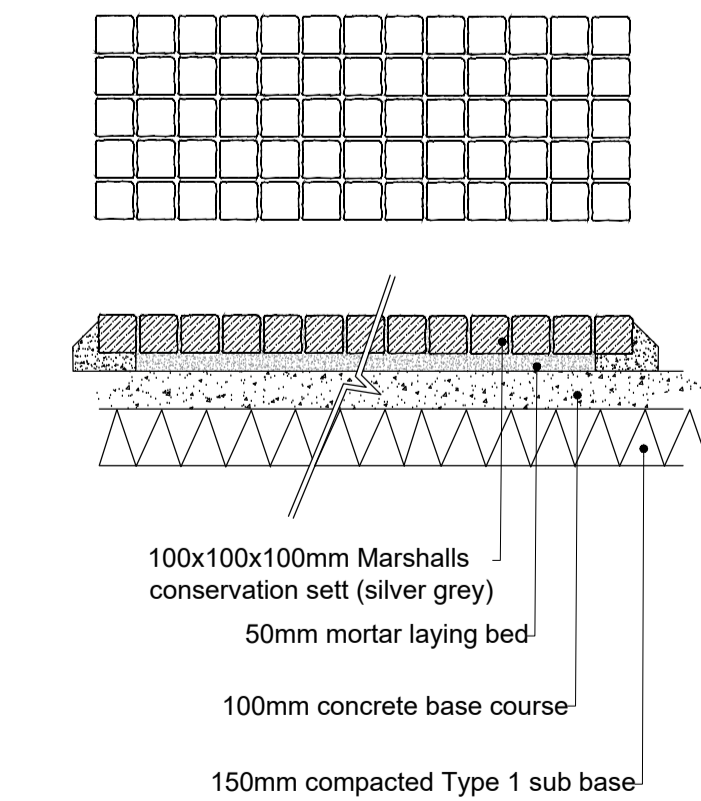 100x100x100mm Marshalls
conservation sett (silver grey)
50mm mortar laying bed
100mm concrete base course
150mm compacted Type 1 sub base